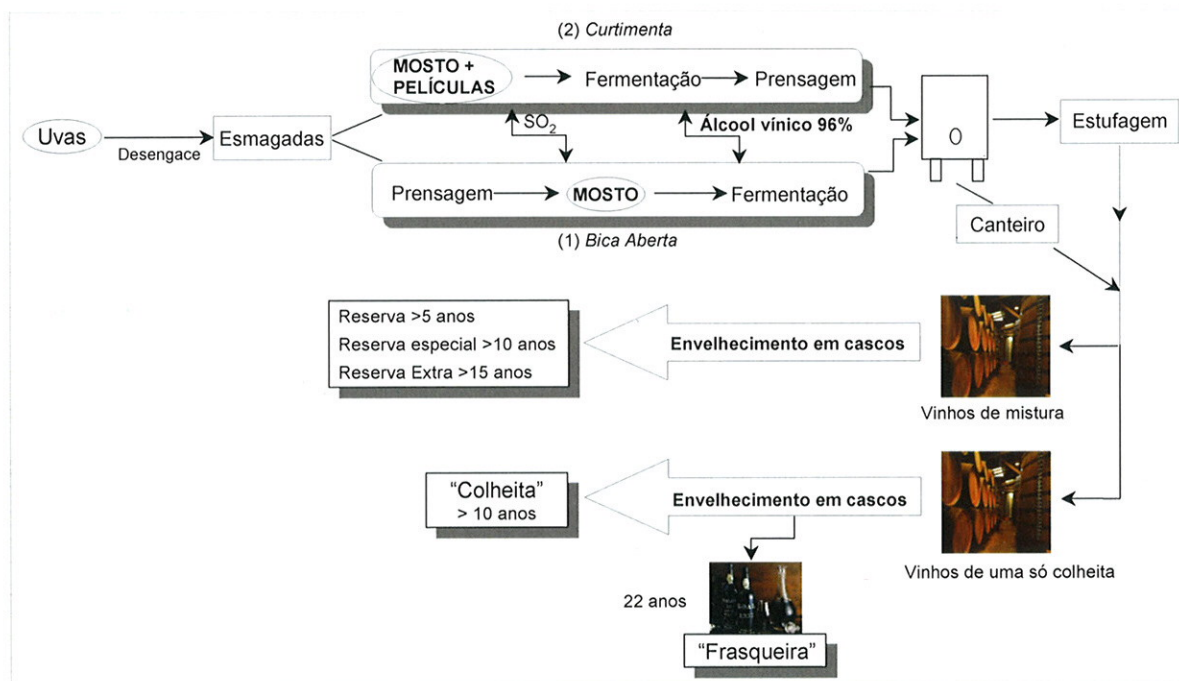 (2) Curtimenta
MOSTO +
PELÍCULAS
Fermentação
Prensagem
Uvas
Desengace
Esmagadas
SO2
Álcool vínico 96%
Estufagem
Prensagem
MOSTO
Fermentação
(1) Bica Aberta
Canteiro
Reserva >5 anos
Reserva especial >10 anos
Reserva Extra >15 anos
Envelhecimento em cascos
Vinhos de mistura
“Colheita”
> 10 anos
Envelhecimento em cascos
Vinhos de uma só colheita
22 anos
“Frasqueira”